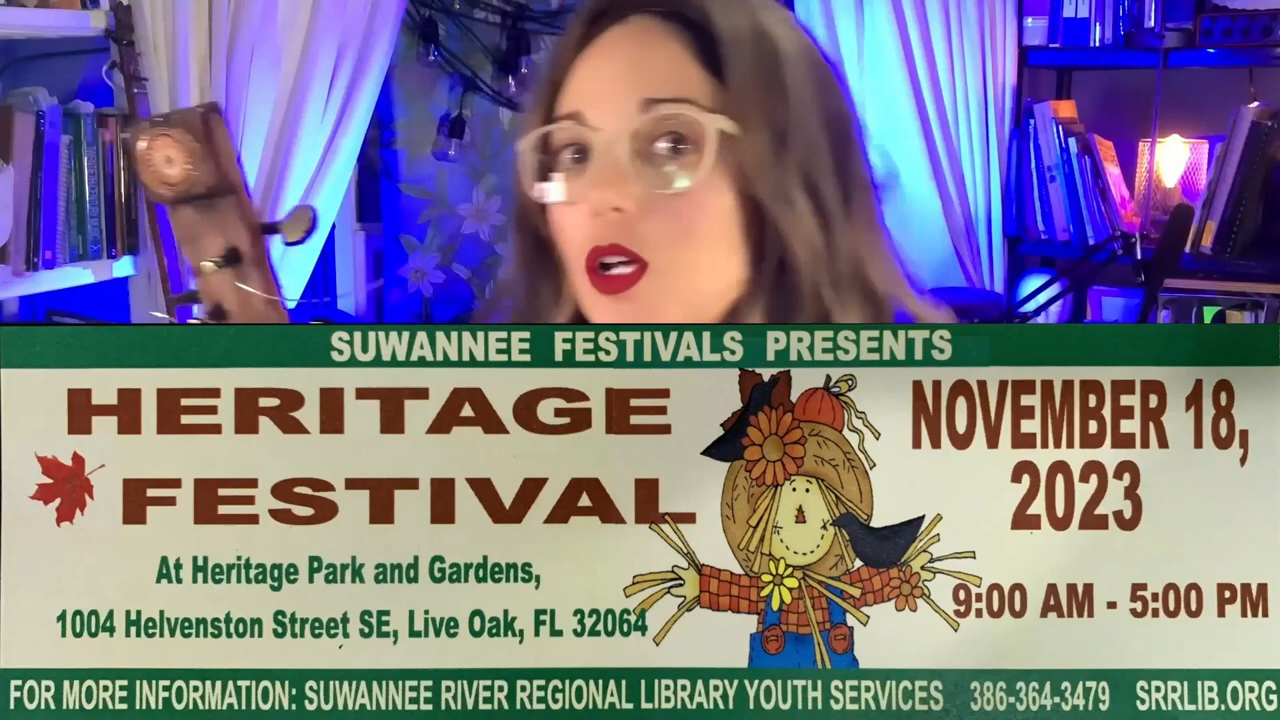 SUWANNEE FESTIVALS PRESENTS
HERITAGE
FESTIVAL
At Heritage Park and Gardens,
1004 Helvenston Street SE, Live Oak, FL 32064
NOVEMBER 18,
2023
9:00 AM - 5:00 PM
FOR MORE INFORMATION: SUWANNEE RIVER REGIONAL LIBRARY YOUTH SERVICES 386-364-3479 SRRLIB.ORG